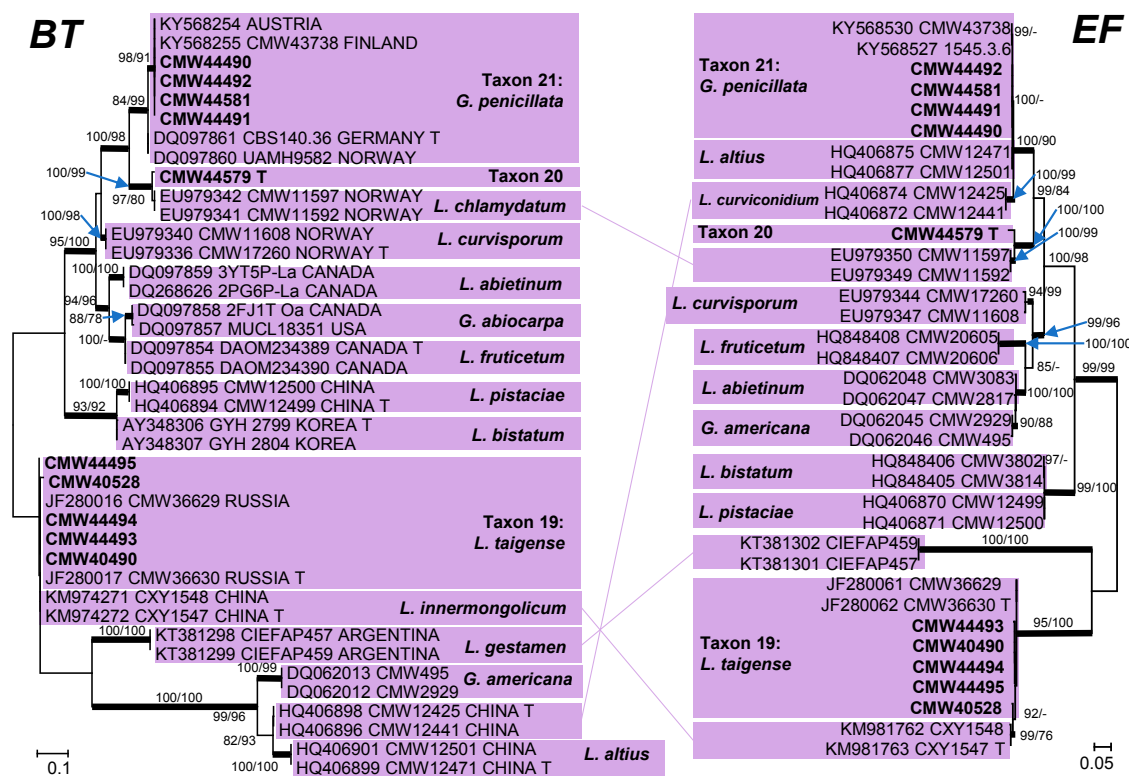 BT
KY568254 AUSTRIA
KY568255 CMW43738 FINLAND
98/91
CMW44490
CMW44492
CMW44581
CMW44491
Taxon 21:
G. penicillata
84/99
DQ097861 CBS140.36 GERMANY T
DQ097860 UAMH9582 NORWAY
100/98
CMW44579 T
Taxon 20
100/99
97/80
EU979342 CMW11597 NORWAY
EU979341 CMW11592 NORWAY
L. chlamydatum
100/98
EU979340 CMW11608 NORWAY
EU979336 CMW17260 NORWAY T
L. curvisporum
95/100
100/100
DQ097859 3YT5P-La CANADA
DQ268626 2PG6P-La CANADA
L. abietinum
94/96
88/78
DQ097858 2FJ1T Oa CANADA
DQ097857 MUCL18351 USA
G. abiocarpa
100/-
DQ097854 DAOM234389 CANADA T
DQ097855 DAOM234390 CANADA
L. fruticetum
100/100
HQ406895 CMW12500 CHINA
HQ406894 CMW12499 CHINA T
L. pistaciae
93/92
AY348306 GYH 2799 KOREA T
AY348307 GYH 2804 KOREA
L. bistatum
CMW44495
CMW40528
JF280016 CMW36629 RUSSIA
CMW44494
CMW44493
CMW40490
JF280017 CMW36630 RUSSIA T
Taxon 19:
L. taigense
KM974271 CXY1548 CHINA
KM974272 CXY1547 CHINA T
L. innermongolicum
100/100
KT381298 CIEFAP457 ARGENTINA
KT381299 CIEFAP459 ARGENTINA
L. gestamen
100/99
DQ062013 CMW495
DQ062012 CMW2929
G. americana
100/100
99/96
HQ406898 CMW12425 CHINA T
HQ406896 CMW12441 CHINA
82/93
100/100
HQ406901 CMW12501 CHINA
HQ406899 CMW12471 CHINA T
L. altius
0.1
EF
KY568530 CMW43738
KY568527 1545.3.6
99/-
Taxon 21:
G. penicillata
CMW44492
CMW44581
CMW44491
CMW44490
100/-
100/90
L. altius
HQ406875 CMW12471
HQ406877 CMW12501
100/99
99/84
L. curviconidium
HQ406874 CMW12425
HQ406872 CMW12441
100/100
100/99
Taxon 20
CMW44579 T
EU979350 CMW11597
EU979349 CMW11592
100/98
94/99
L. curvisporum
EU979344 CMW17260
EU979347 CMW11608
99/96
100/100
L. fruticetum
HQ848408 CMW20605
HQ848407 CMW20606
85/-
99/99
L. abietinum
DQ062048 CMW3083
DQ062047 CMW2817
100/100
G. americana
DQ062045 CMW2929
DQ062046 CMW495
90/88
L. bistatum
HQ848406 CMW3802
HQ848405 CMW3814
97/-
99/100
L. pistaciae
HQ406870 CMW12499
HQ406871 CMW12500
KT381302 CIEFAP459
KT381301 CIEFAP457
100/100
JF280061 CMW36629
JF280062 CMW36630 T
CMW44493
CMW40490
CMW44494
CMW44495
CMW40528
Taxon 19:
L. taigense
95/100
92/-
KM981762 CXY1548
KM981763 CXY1547 T
99/76
0.05